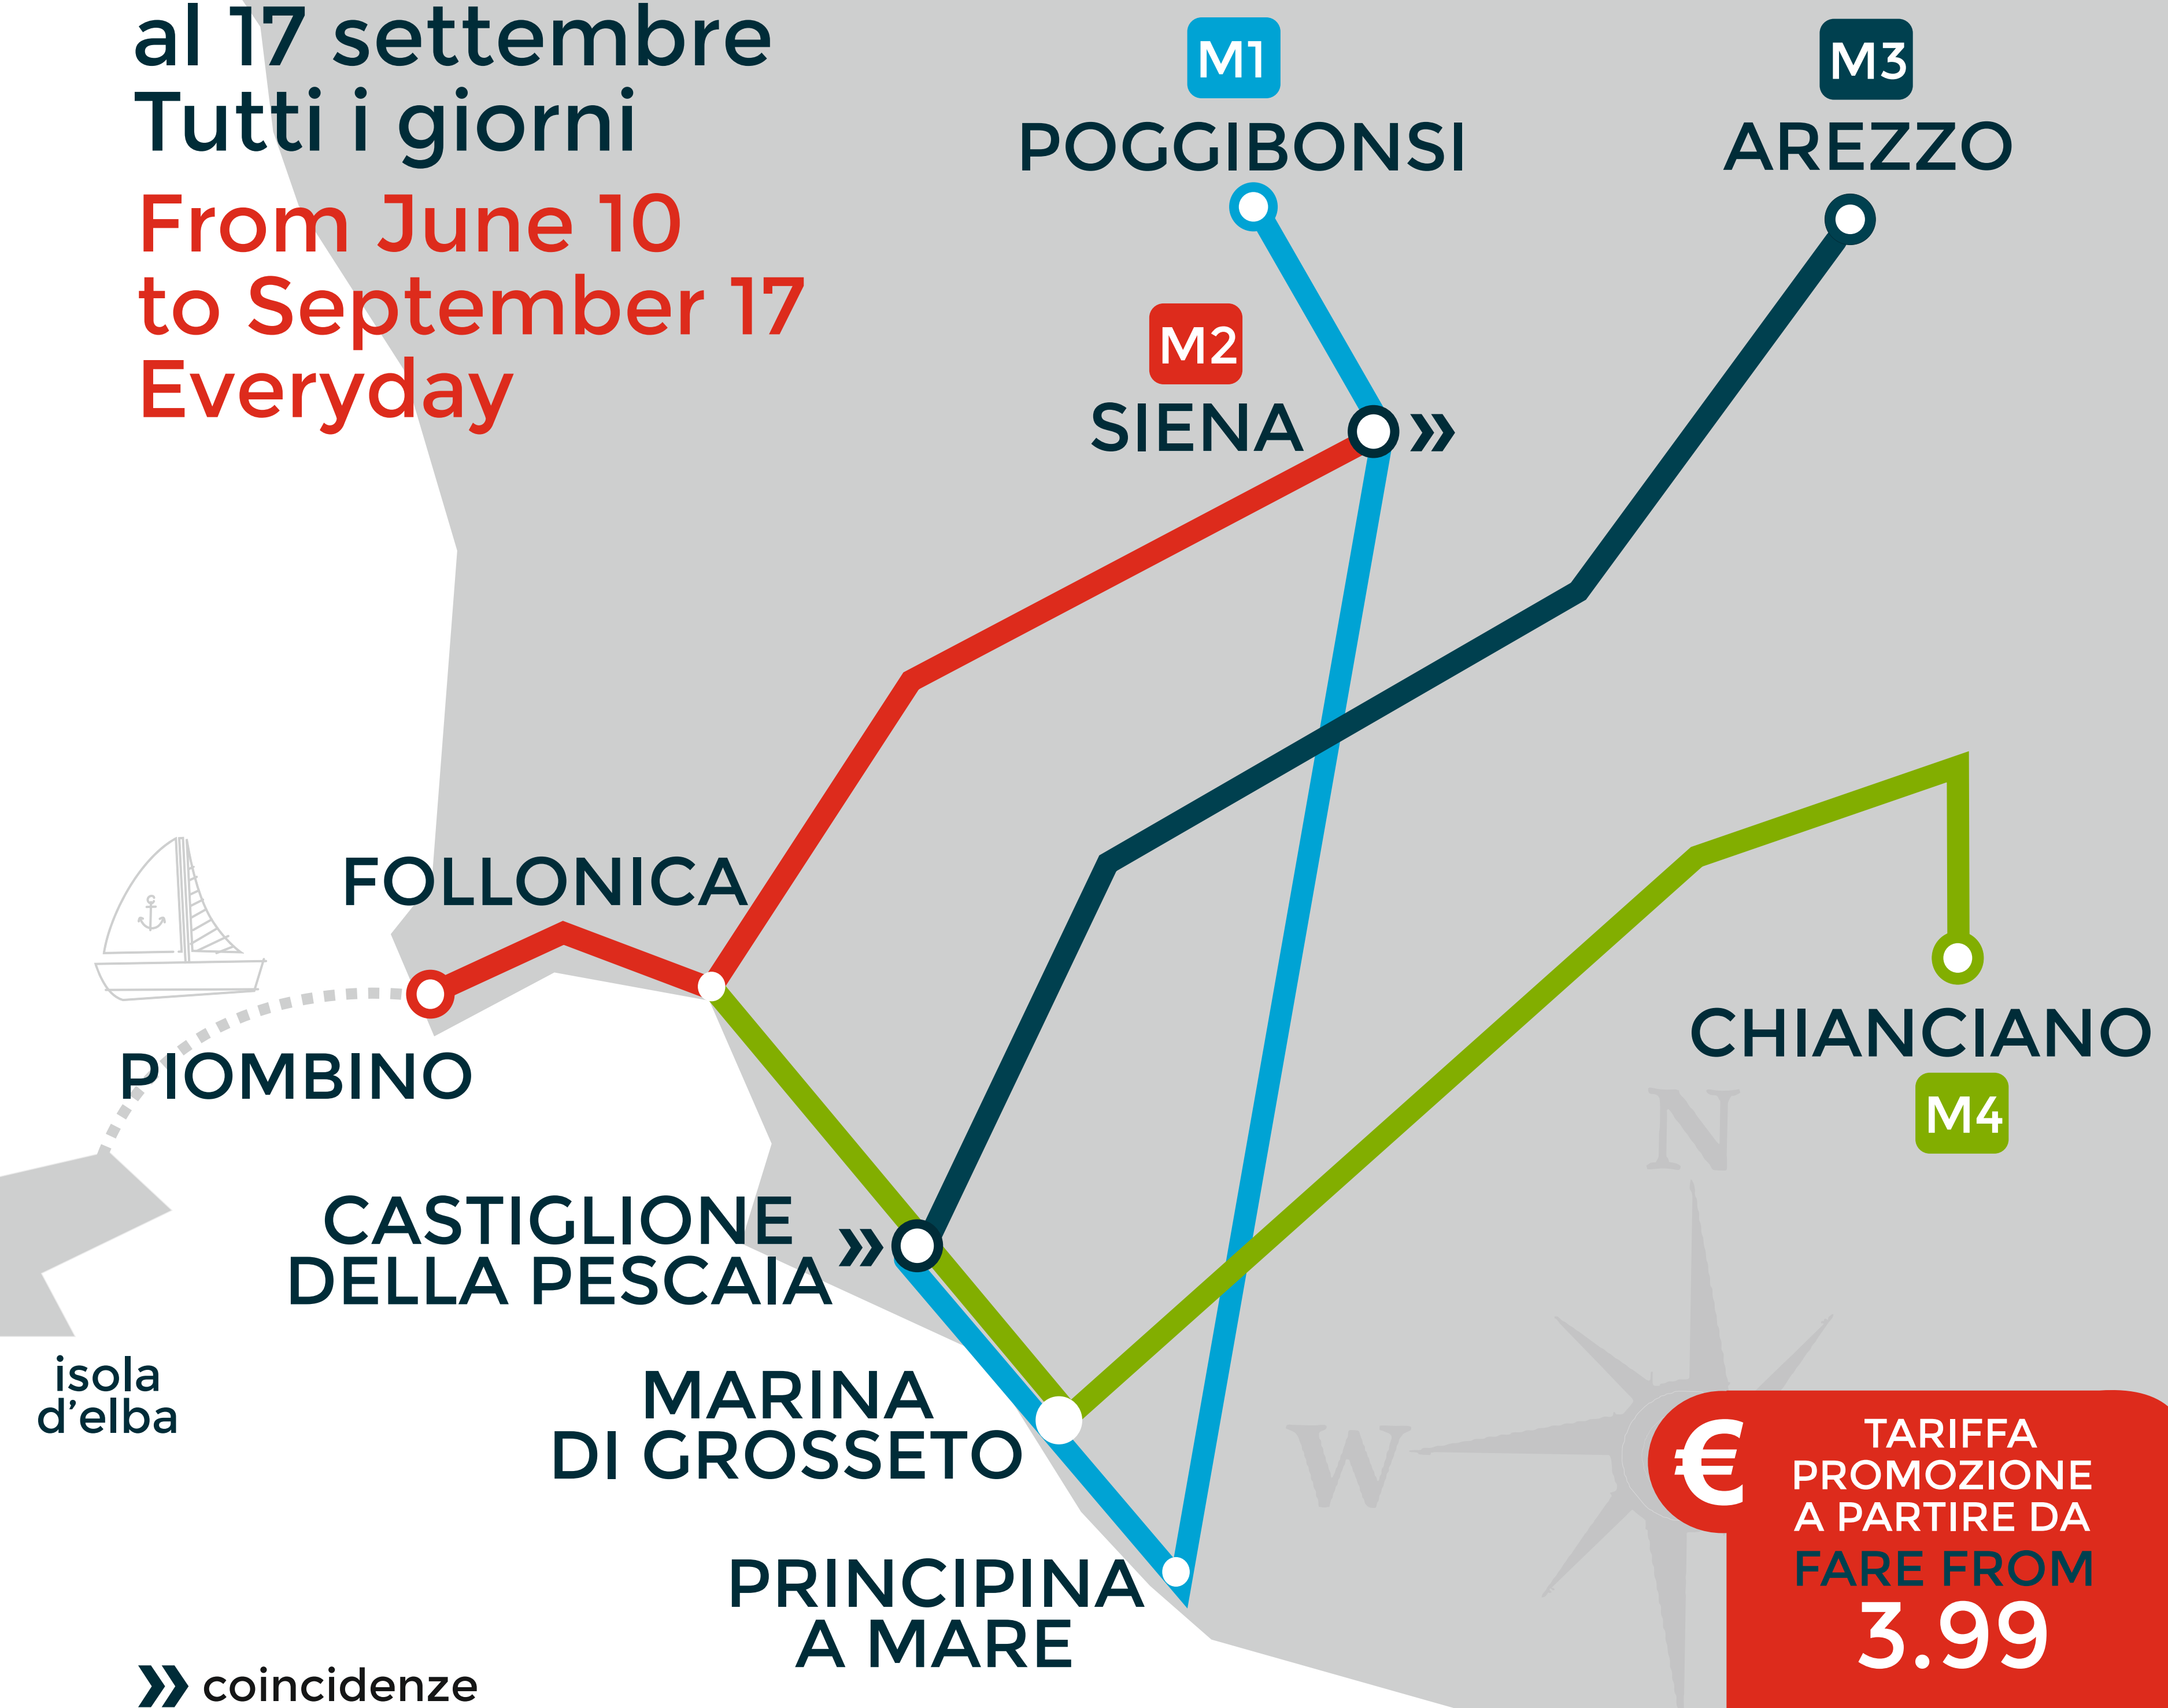 al 17 settembre
Tutti i giorni
From June 10
to September 17
Everyday
M1
POGGIBONSI
M3
AREZZO
M2
SIENA »
FOLLONICA
PIOMBINO
CHIANCIANO
M4
N
CASTIGLIONE
DELLA PESCAIA »
isola
d'elba
MARINA
DI GROSSETO
W
PRINCIPINA
A MARE
» coincidenze
€
TARIFFA
PROMOZIONE
A PARTIRE DA
FARE FROM
3.99